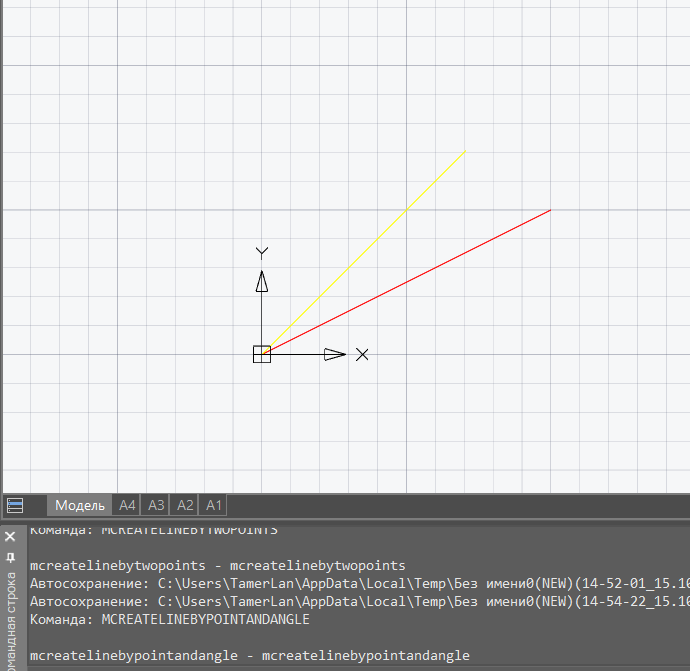 Y
X
Модель A4 A3 A2 A1
Команда: MCREATELINEBYTWOPOINTS
mcreatelinebytwopoints - mcreatelinebytwopoints
Автосохранение: C:\Users\TamerLan\AppData\Local\Temp\Без имени0(NEW)(14-52-01_15.10
Автосохранение: C:\Users\TamerLan\AppData\Local\Temp\Без имени0(NEW)(14-54-22_15.10
Команда: MCREATELINEBYPOINTANDANGLE
mcreatelinebypointandangle - mcreatelinebypointandangle
омандная строка